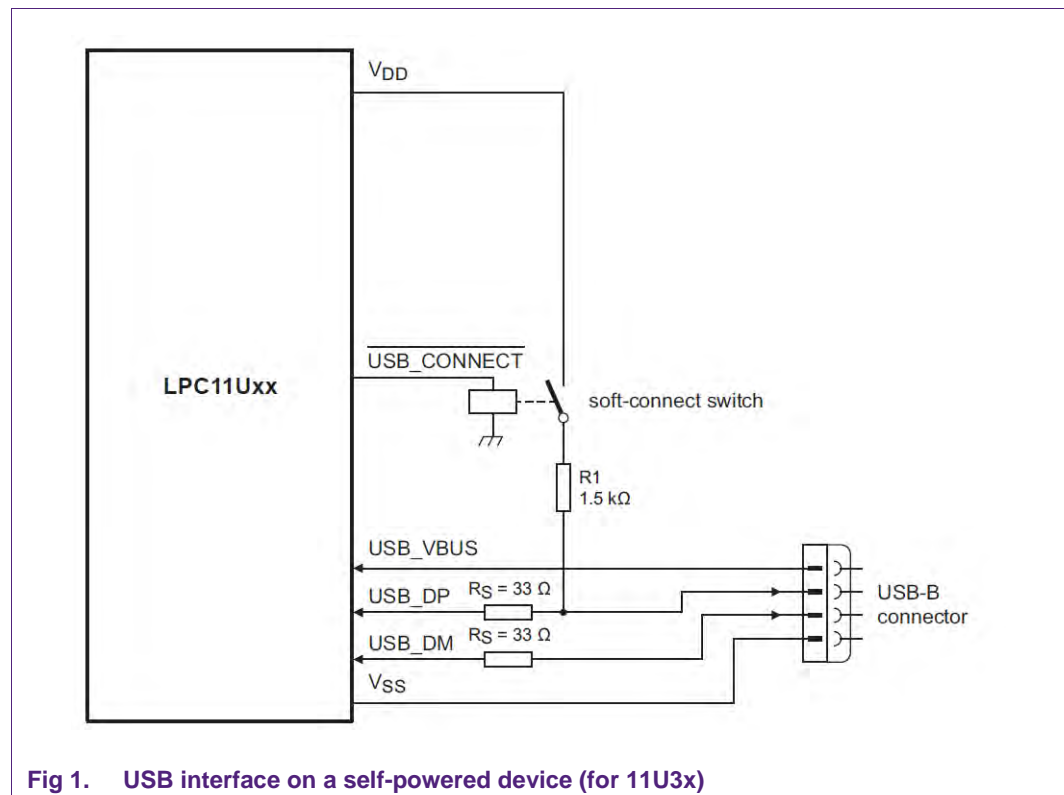 VDD
USB_CONNECT
LPC11Uxx
soft-connect switch
R1
1.5 kΩ
USB_VBUS
USB_DP
RS = 33 Ω
USB-B
connector
USB_DM
RS = 33 Ω
VSS
Fig 1. USB interface on a self-powered device (for 11U3x)